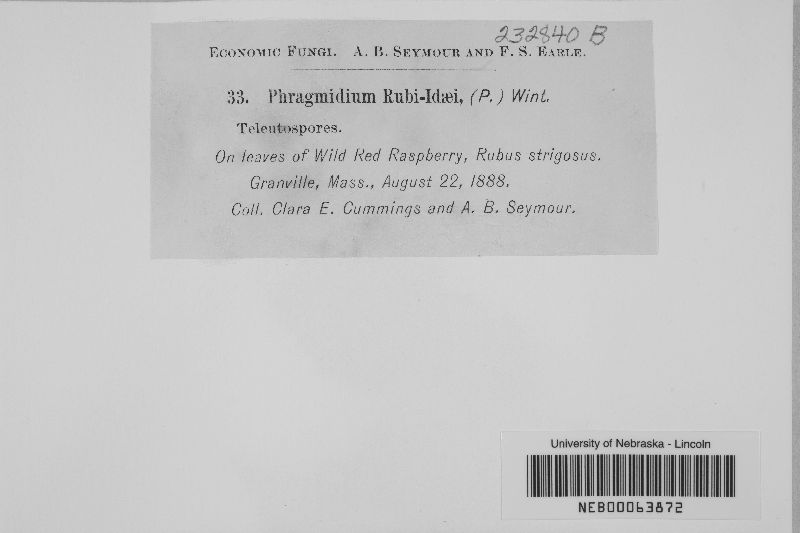 232840 B
Economic Fungi. A. B. Seymour and F. S. Earle.
33. Phragmidium Rubi-Idæi, (P.) Wint.
Teleutospores.
On leaves of Wild Red Raspberry, Rubus strigosus.
Granville, Mass., August 22, 1888.
Coll. Clara E. Cummings and A. B. Seymour.
University of Nebraska - Lincoln
NEB00063872